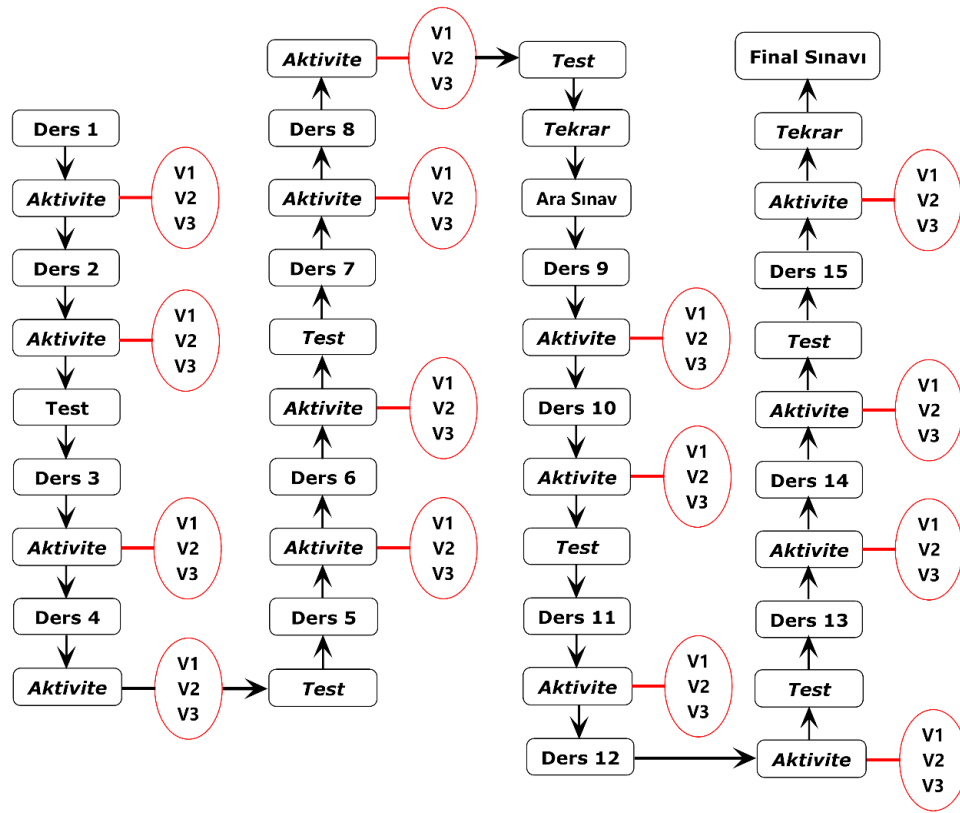 Ders 1
Aktivite
V1
V2
V3
Ders 2
Aktivite
V1
V2
V3
Test
Ders 3
Aktivite
V1
V2
V3
Ders 4
Aktivite
V1
V2
V3
Test
Ders 5
Aktivite
V1
V2
V3
Ders 6
Aktivite
V1
V2
V3
Test
Ders 7
Aktivite
V1
V2
V3
Ders 8
Aktivite
V1
V2
V3
Test
Tekrar
Ara Sınav
Ders 9
Aktivite
V1
V2
V3
Ders 10
Aktivite
V1
V2
V3
Test
Ders 11
Aktivite
V1
V2
V3
Ders 12
Aktivite
V1
V2
V3
Test
Ders 13
Aktivite
V1
V2
V3
Ders 14
Aktivite
V1
V2
V3
Test
Ders 15
Aktivite
V1
V2
V3
Tekrar
Final Sınavı